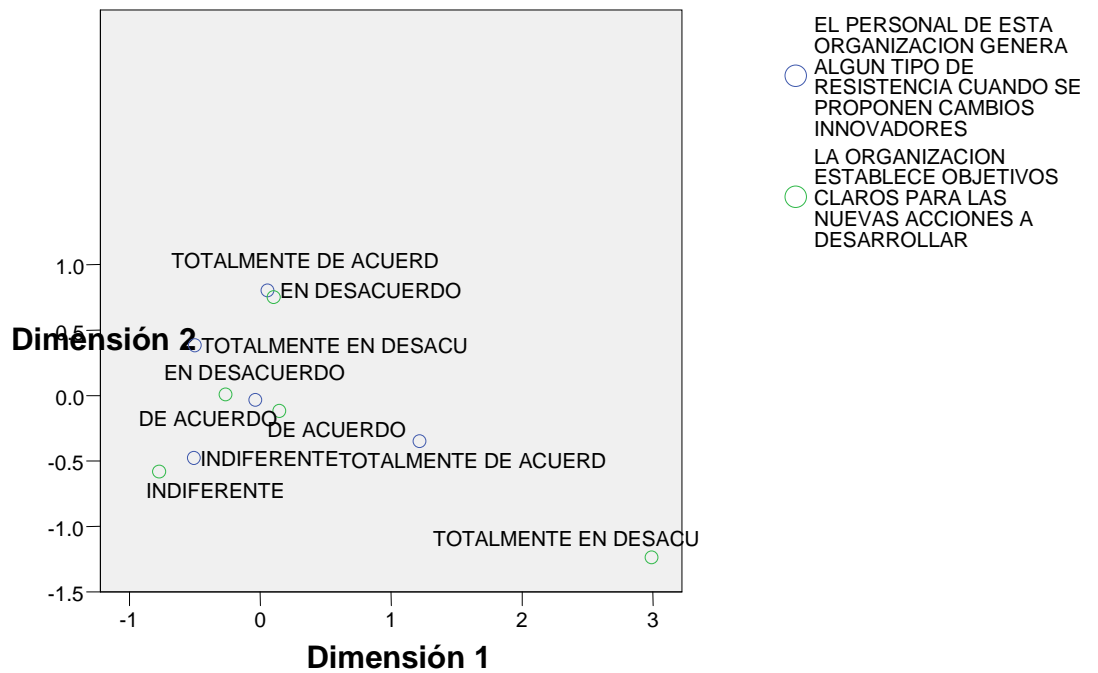 EL PERSONAL DE ESTA
ORGANIZACION GENERA
ALGUN TIPO DE
RESISTENCIA CUANDO SE
PROPONEN CAMBIOS
INNOVADORES
LA ORGANIZACION
ESTABLECE OBJETIVOS
CLAROS PARA LAS
NUEVAS ACCIONES A
DESARROLLAR
TOTALMENTE DE ACUERD
1.0
EN DESACUERDO
0.5
Dimensión 2
TOTALMENTE EN DESACU
EN DESACUERDO
0.0
DE ACUERDO
DE ACUERDO
-0.5
INDIFERENTE
TOTALMENTE DE ACUERD
INDIFERENTE
-1.0
TOTALMENTE EN DESACU
-1.5
-1 0 1 2 3
Dimensión 1